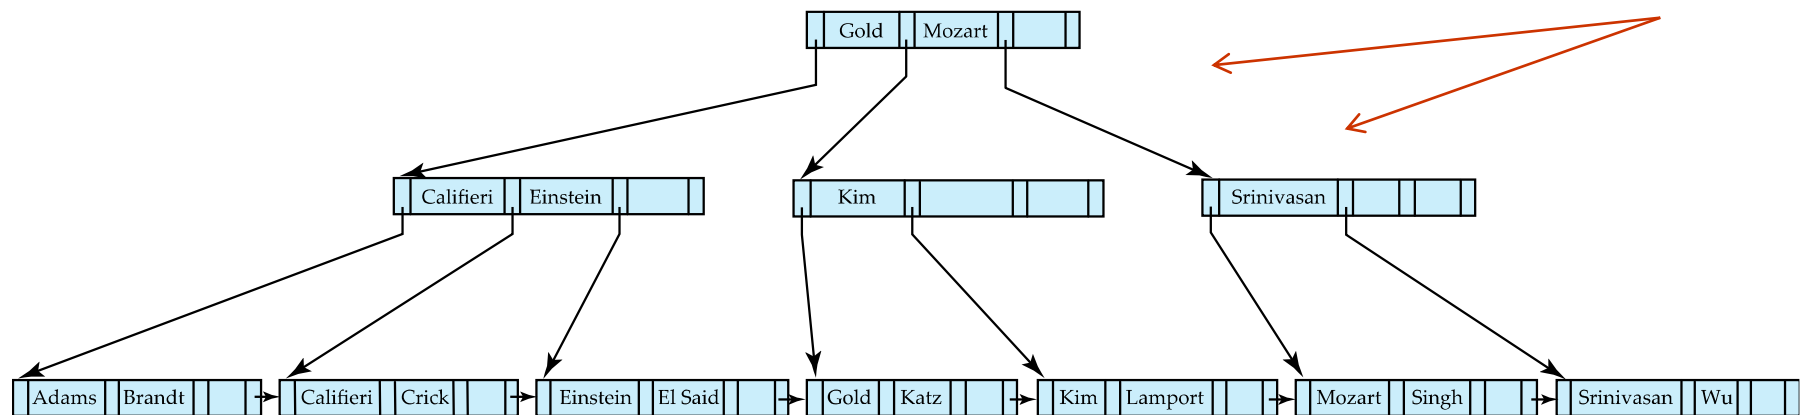 Gold Mozart
Califieri Einstein Kim Srinivasan
Adams Brandt Califieri Crick Einstein El Said Gold Katz Kim Lamport Mozart Singh Srinivasan Wu